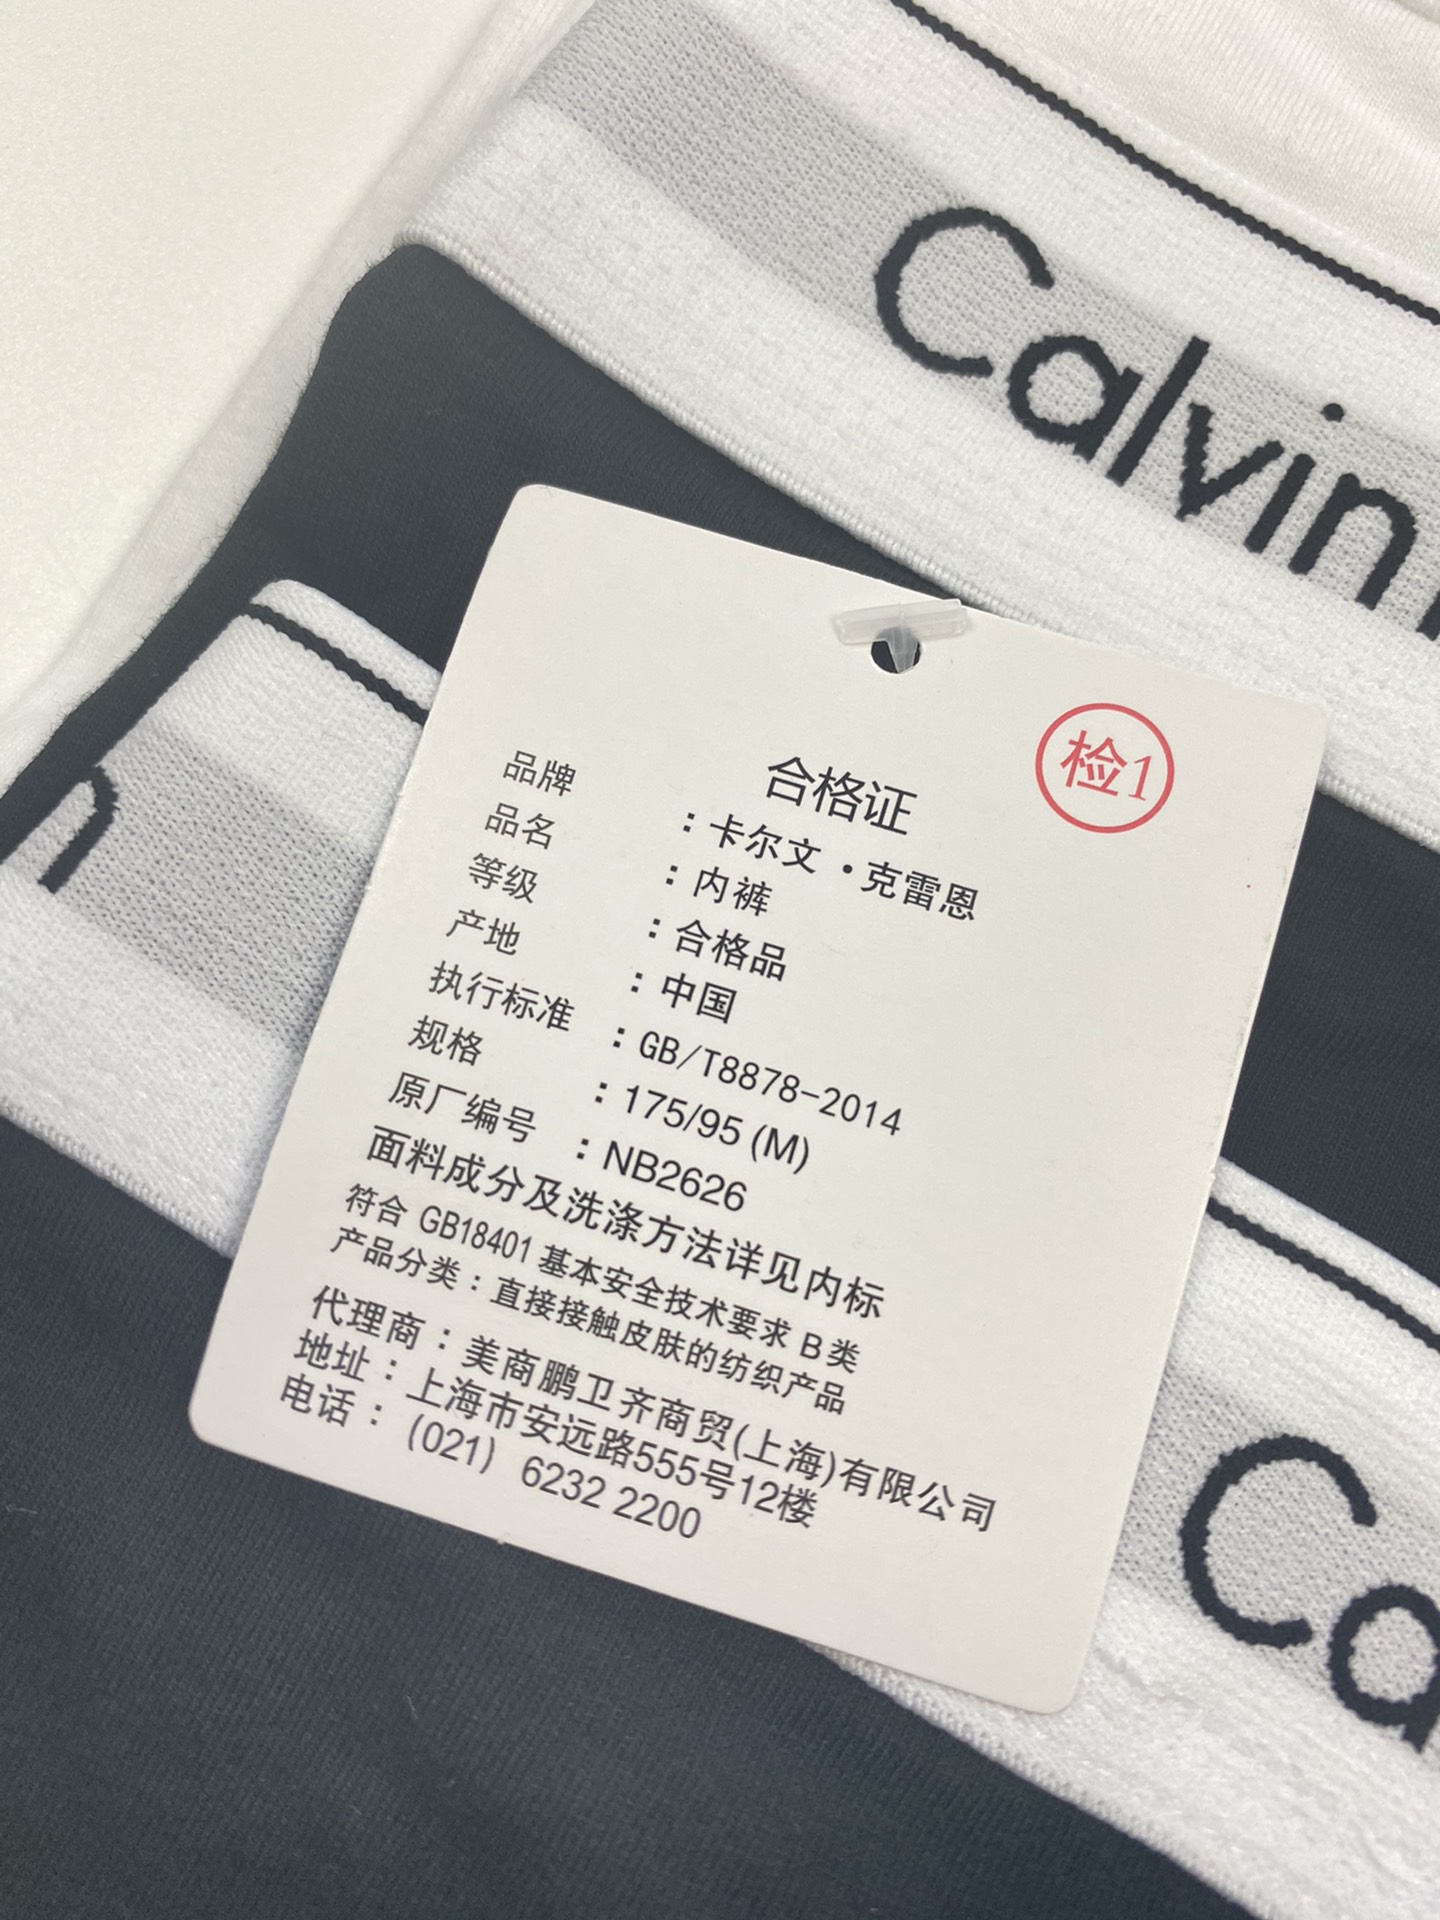 Calvin
合格证
检1
品牌 ：卡尔文·克雷恩
品名 ：内裤
等级 ：合格品
产地 ：中国
执行标准 ：GB/T8878-2014
规格 ：175/95 (M)
原厂编号 ：NB2626
面料成分及洗涤方法详见内标
符合 GB18401 基本安全技术要求 B类
产品分类：直接接触皮肤的纺织产品
代理商：美商鹏卫齐商贸(上海)有限公司
地址：上海市安远路555号12楼
电话：(021) 6232 2200
n
Ca